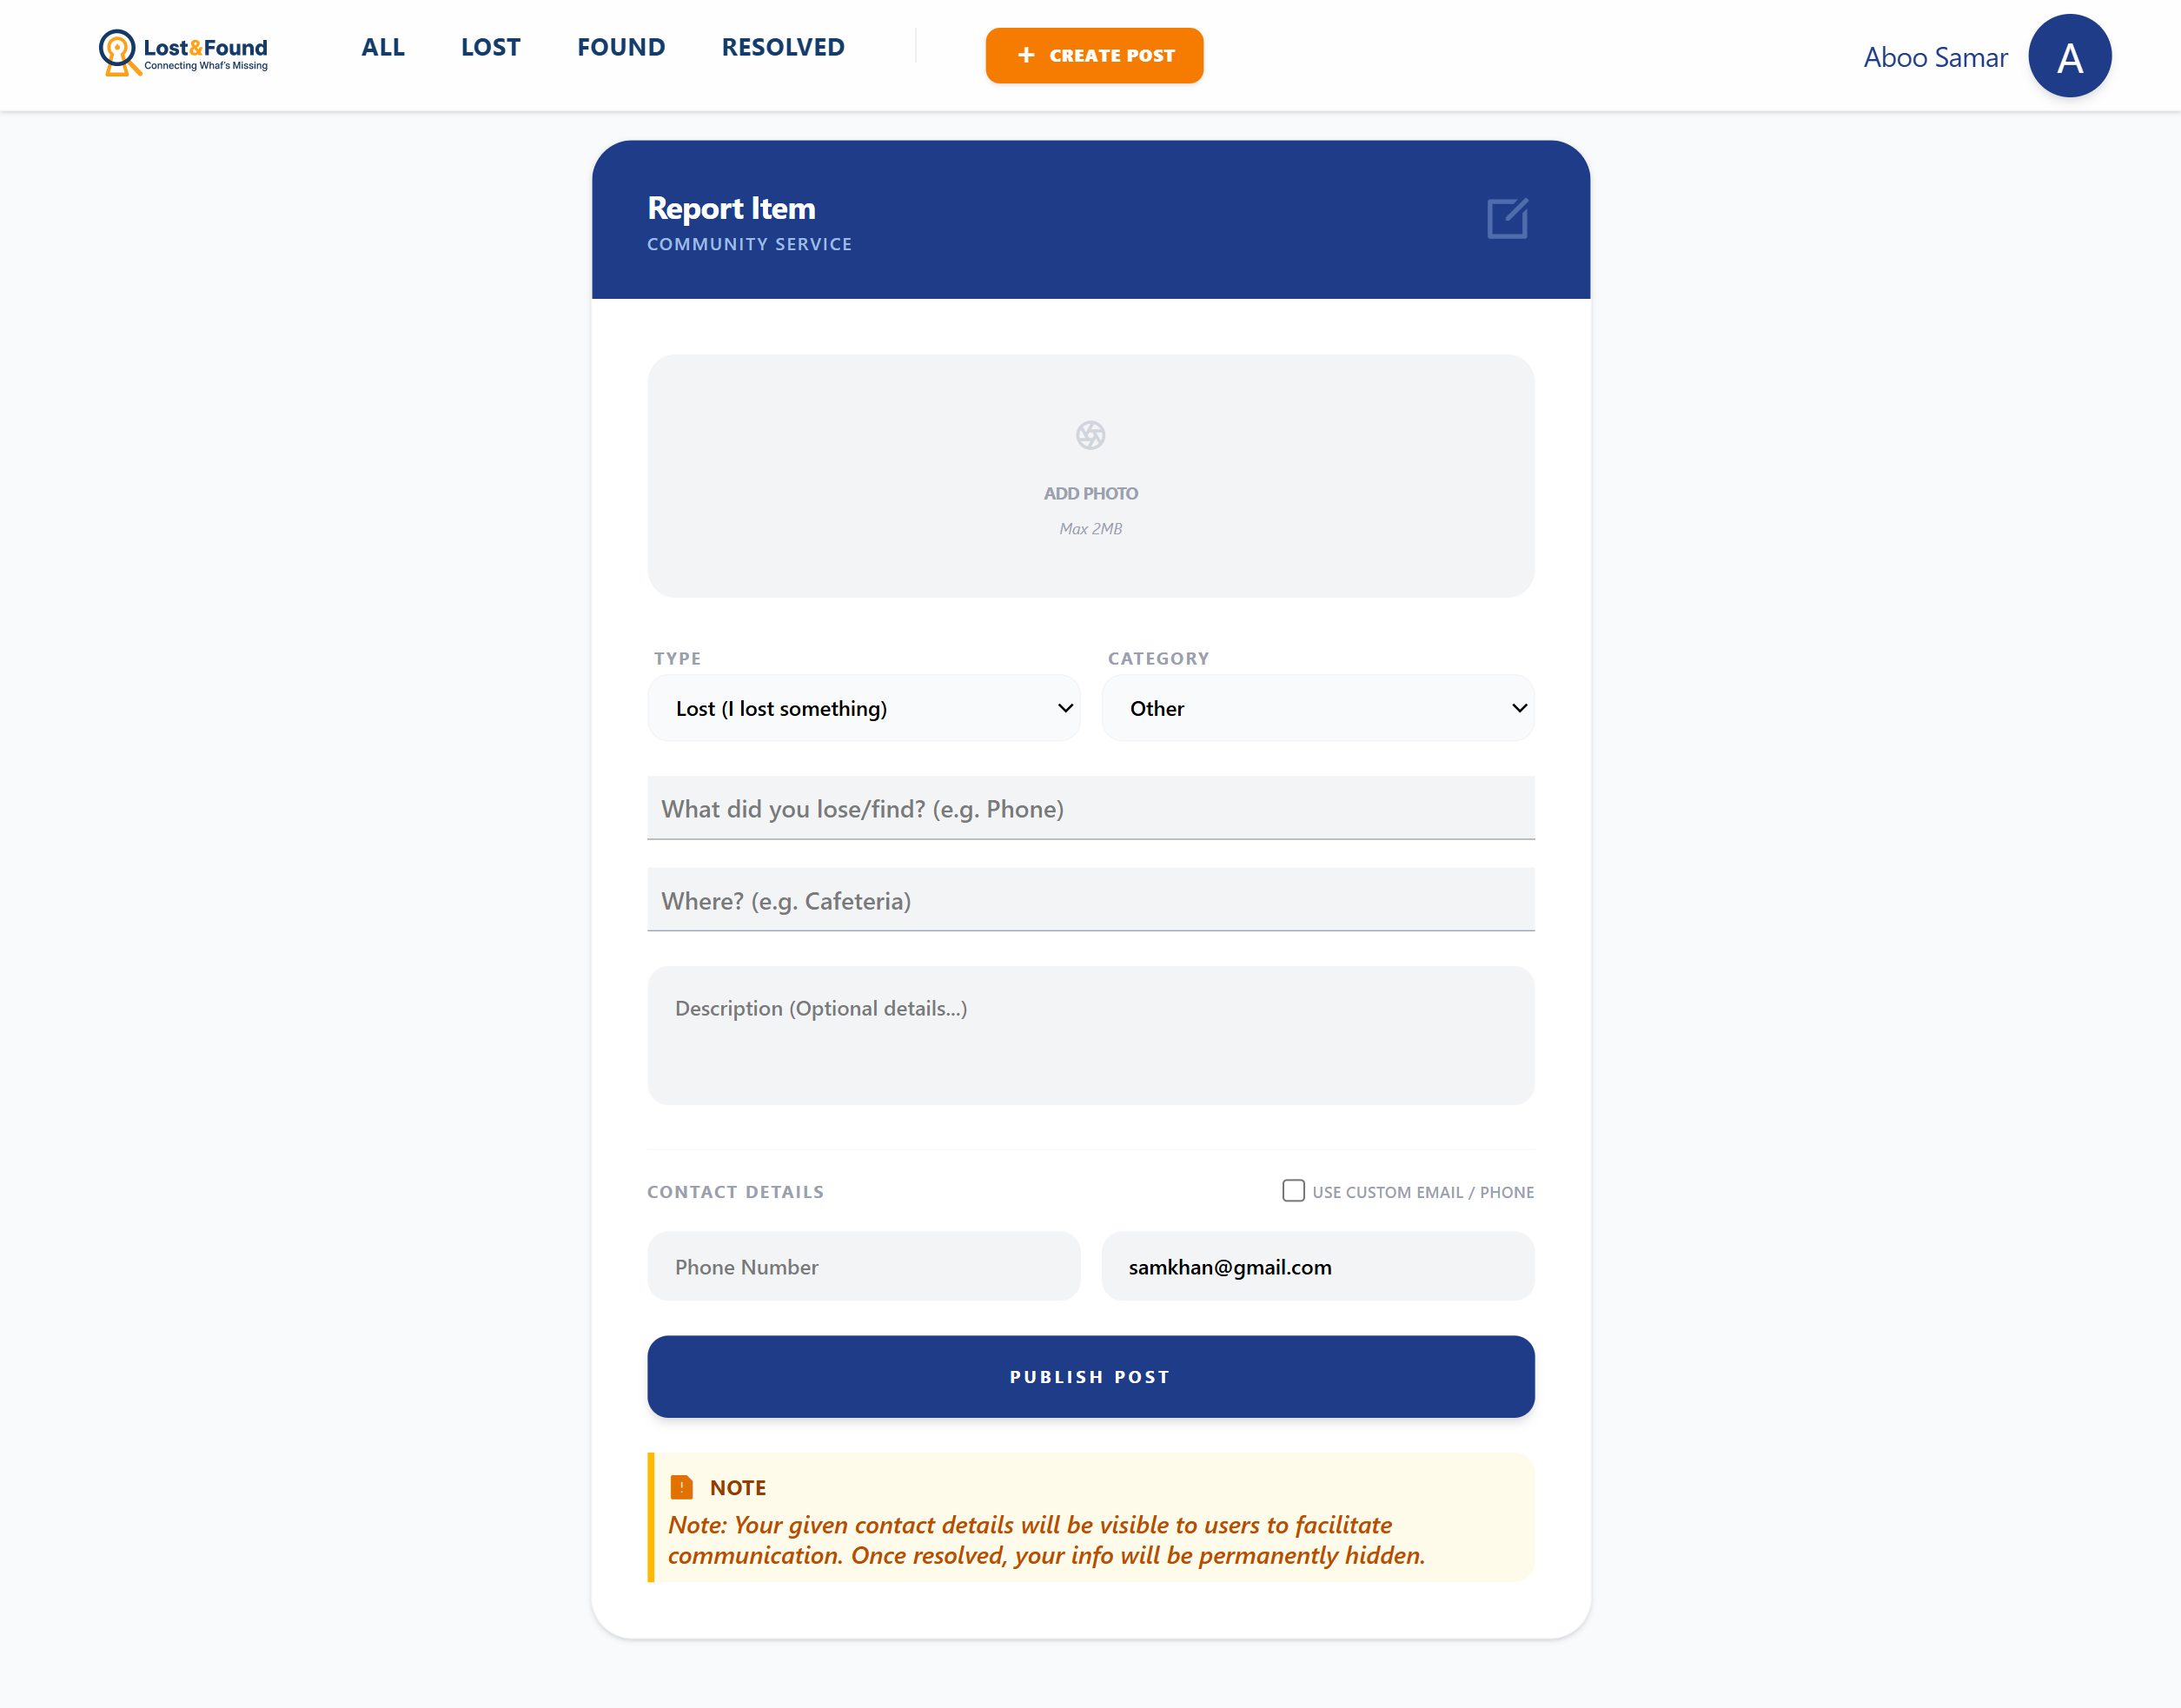 Lost&Found
Connecting What's Missing
ALL
LOST
FOUND
RESOLVED
+ CREATE POST
Aboo Samar
A
Report Item
COMMUNITY SERVICE
ADD PHOTO
Max 2MB
TYPE
CATEGORY
Lost (I lost something)
Other
What did you lose/find? (e.g. Phone)
Where? (e.g. Cafeteria)
Description (Optional details...)
CONTACT DETAILS
USE CUSTOM EMAIL / PHONE
Phone Number
samkhan@gmail.com
PUBLISH POST
NOTE
Note: Your given contact details will be visible to users to facilitate
communication. Once resolved, your info will be permanently hidden.